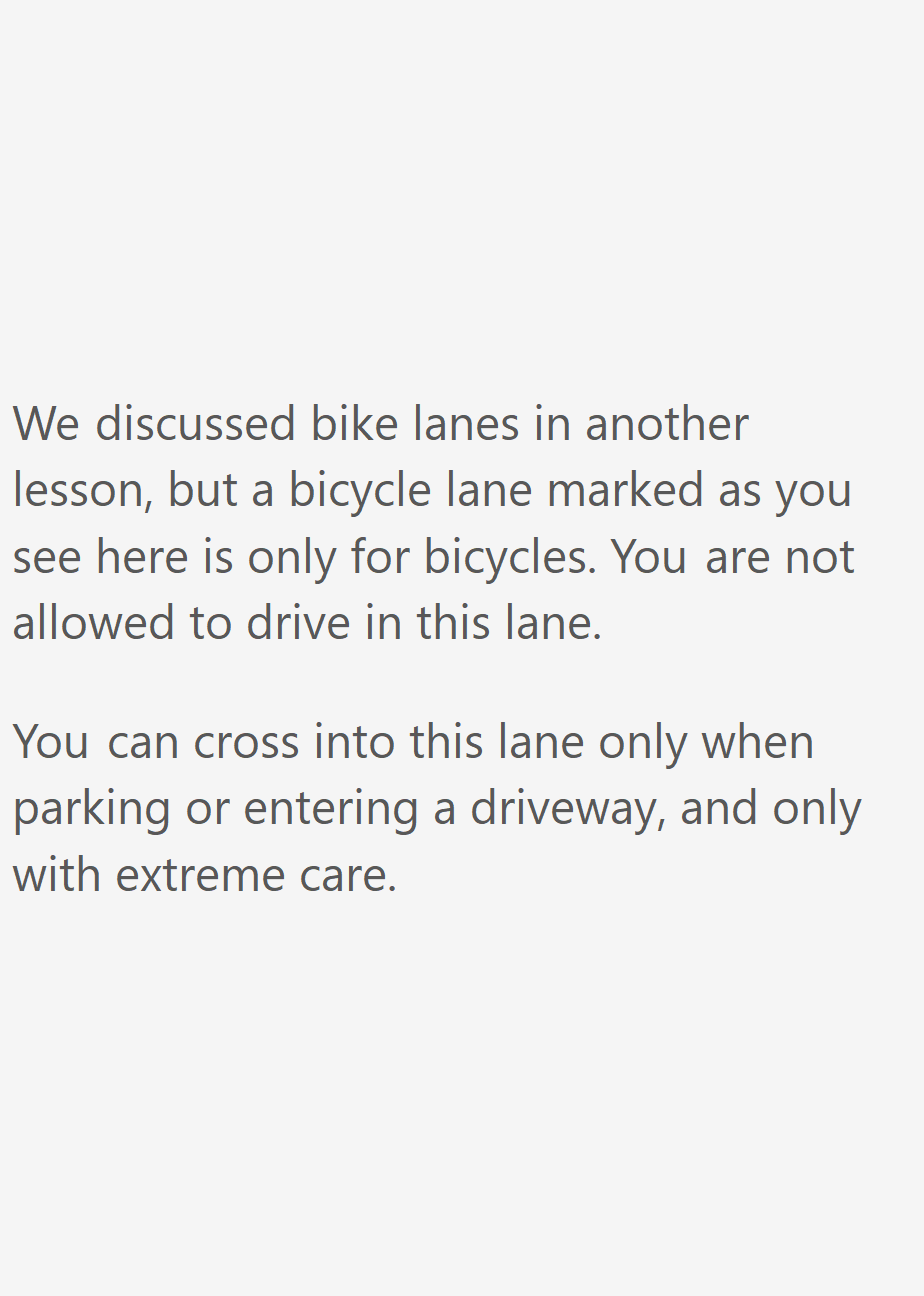 We discussed bike lanes in another
lesson, but a bicycle lane marked as you
see here is only for bicycles. You are not
allowed to drive in this lane.
You can cross into this lane only when
parking or entering a driveway, and only
with extreme care.